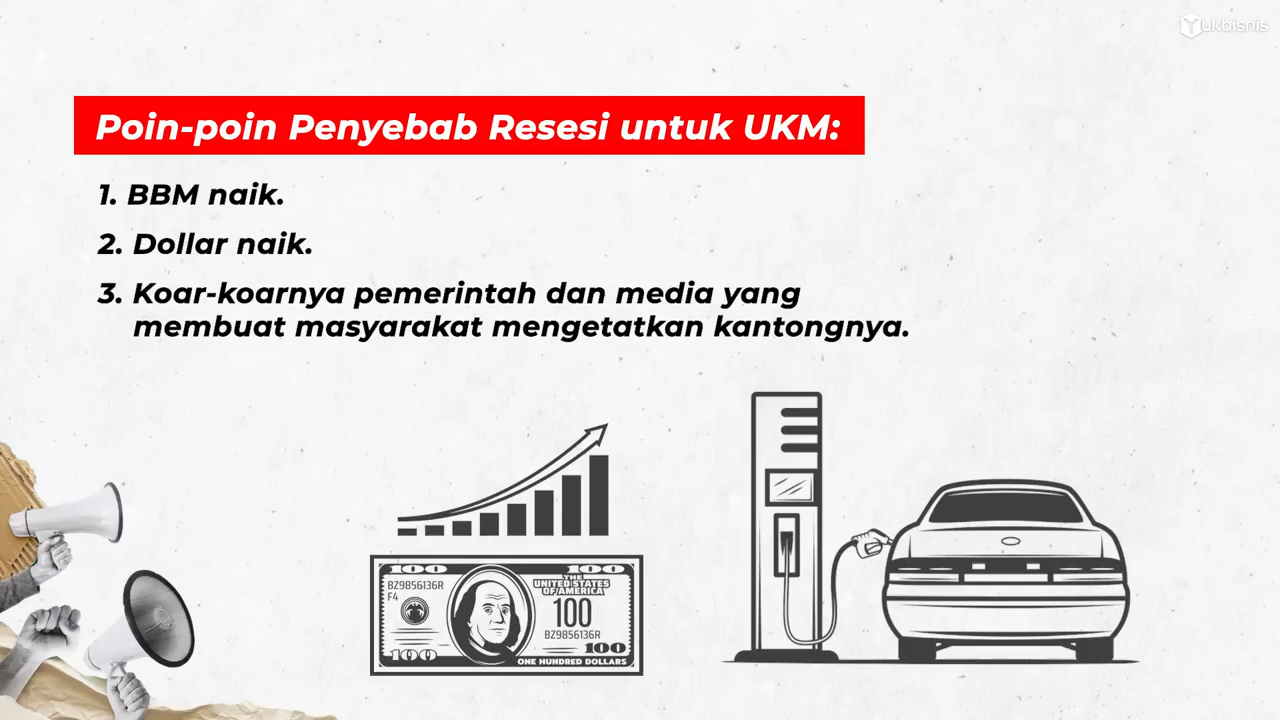 Yukbisnis
Poin-poin Penyebab Resesi untuk UKM:
1. BBM naik.
2. Dollar naik.
3. Koar-koarnya pemerintah dan media yang
membuat masyarakat mengetatkan kantongnya.
100 100
BZ9856136R
F4
THE
UNITED STATES
OF AMERICA
100
BZ9856136R
100 100
ONE HUNDRED DOLLARS